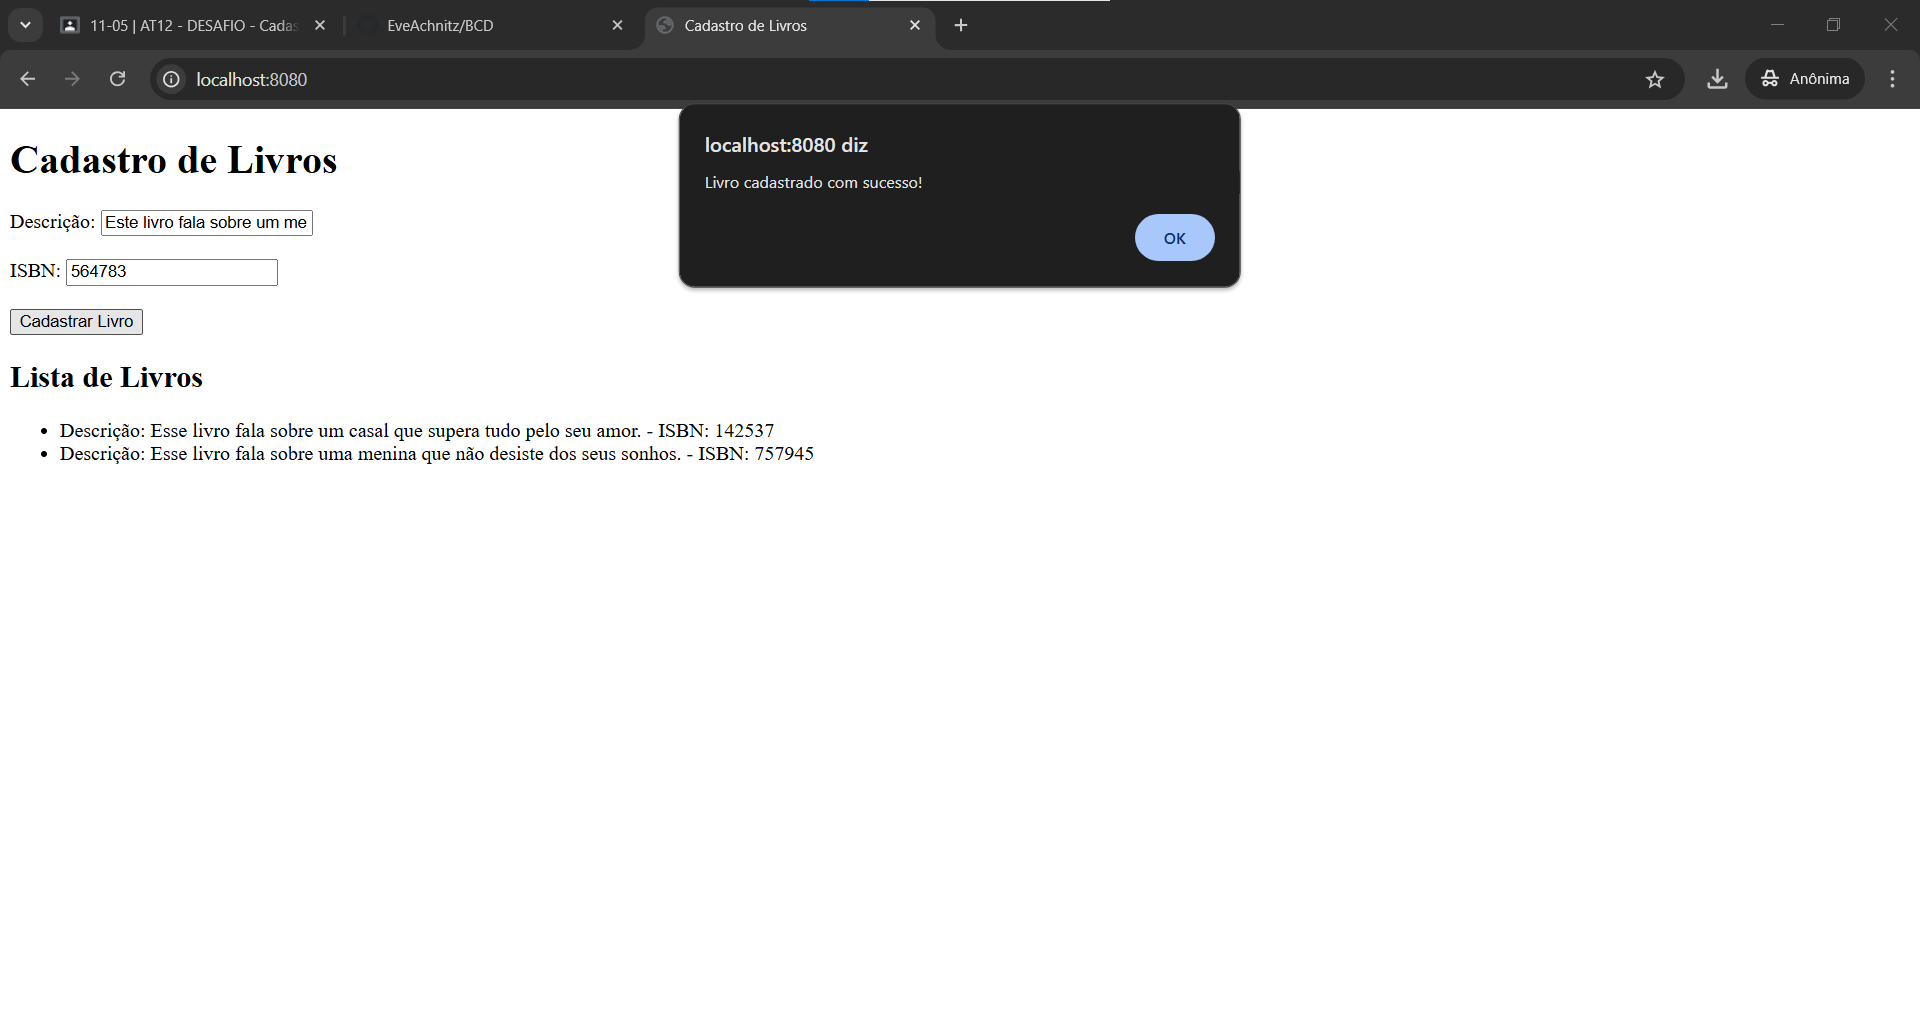 11-05 | AT12 - DESAFIO - Cadas
EveAchnitz/BCD
Cadastro de Livros
localhost:8080
Anônima
localhost:8080 diz
Livro cadastrado com sucesso!
OK
Cadastro de Livros
Descrição: Este livro fala sobre um me
ISBN: 564783
Cadastrar Livro
Lista de Livros
• Descrição: Esse livro fala sobre um casal que supera tudo pelo seu amor. - ISBN: 142537
• Descrição: Esse livro fala sobre uma menina que não desiste dos seus sonhos. - ISBN: 757945